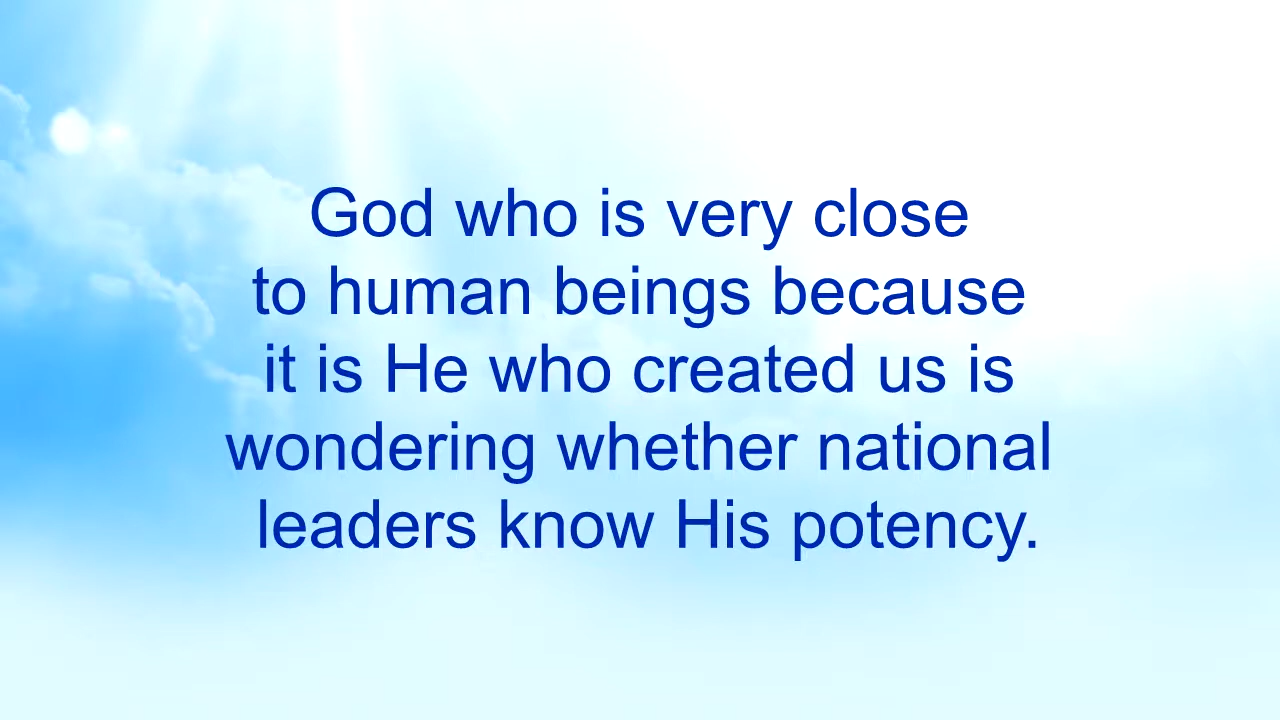 God who is very close
to human beings because
it is He who created us is
wondering whether national
leaders know His potency.